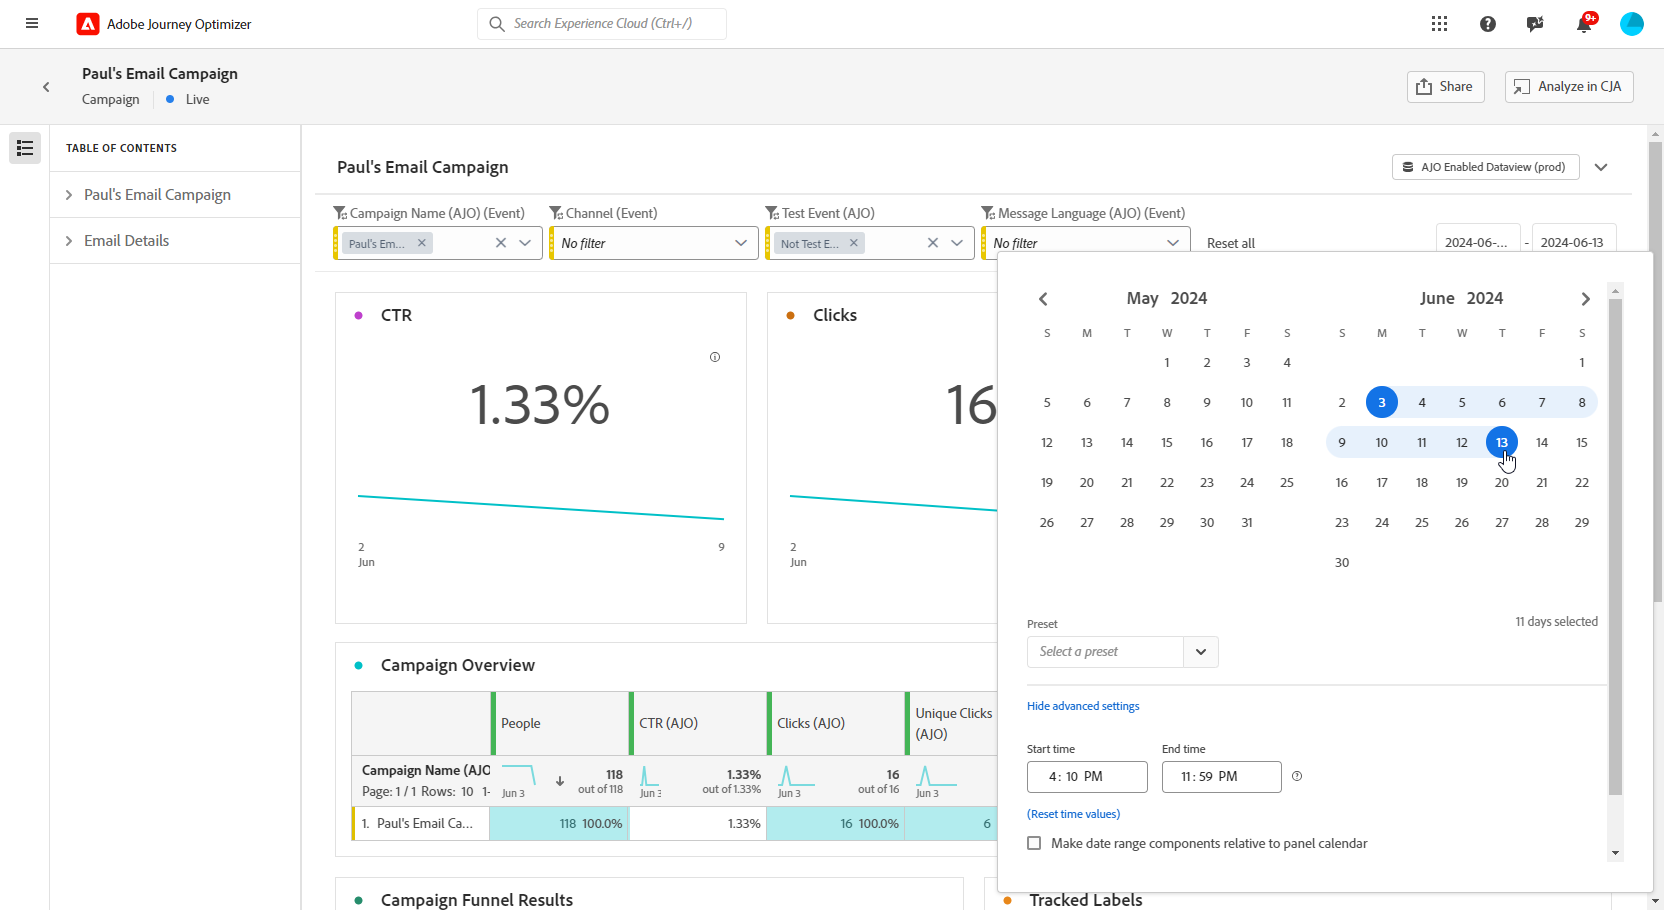 Adobe Journey Optimizer
Search Experience Cloud (Ctrl+/)
9+
Paul's Email Campaign
Campaign
Live
Share
Analyze in CJA
TABLE OF CONTENTS
Paul's Email Campaign
Email Details
Paul's Email Campaign
AJO Enabled Dataview (prod)
Campaign Name (AJO) (Event)
Channel (Event)
Test Event (AJO)
Message Language (AJO) (Event)
Paul's Em...
No filter
Not Test E...
No filter
Reset all
2024-06-... - 2024-06-13
CTR
1.33%
2
Jun
9
Clicks
16
2
Jun
May 2024
S M T W T F S
1 2 3 4
5 6 7 8 9 10 11
12 13 14 15 16 17 18
19 20 21 22 23 24 25
26 27 28 29 30 31
June 2024
S M T W T F S
1
2 3 4 5 6 7 8
9 10 11 12 13 14 15
16 17 18 19 20 21 22
23 24 25 26 27 28 29
30
Preset
11 days selected
Select a preset
Hide advanced settings
Start time
End time
4: 10 PM
11: 59 PM
(Reset time values)
Make date range components relative to panel calendar
Campaign Overview
People
CTR (AJO)
Clicks (AJO)
Unique Clicks
(AJO)
Campaign Name (AJO
Page: 1 / 1 Rows: 10 1-
Jun 3
118
out of 118
Jun 3
1.33%
out of 1.33%
Jun 3
16
out of 16
Jun 3
1. Paul's Email Ca...
118 100.0%
1.33%
16 100.0%
6
Campaign Funnel Results
Tracked Labels